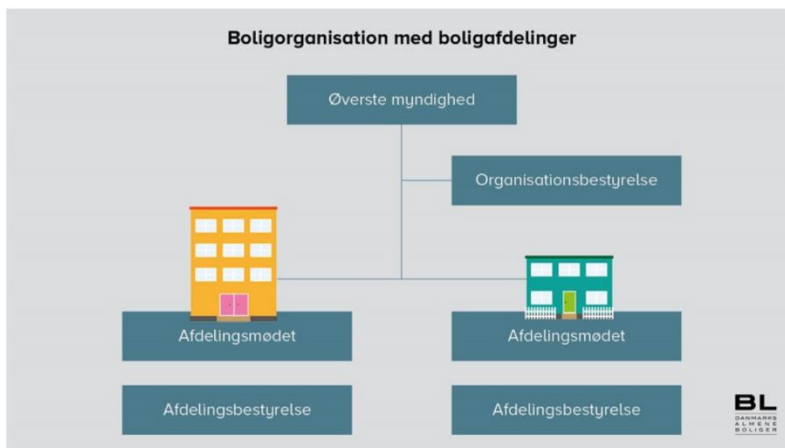 Boligorganisation med boligafdelinger
Øverste myndighed
Organisationsbestyrelse
Afdelingsmødet
Afdelingsmødet
Afdelingsbestyrelse
Afdelingsbestyrelse
BL
DANMARKS
ALMENE
BOLIGER